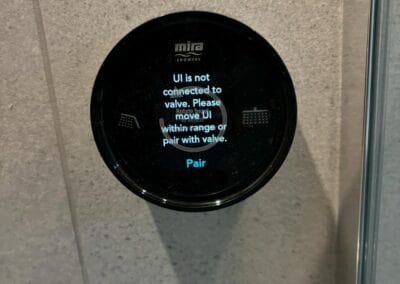 mira
SHOWERS
UI is not
connected to
valve. Please
move UI
within range or
pair with valve.
Pair